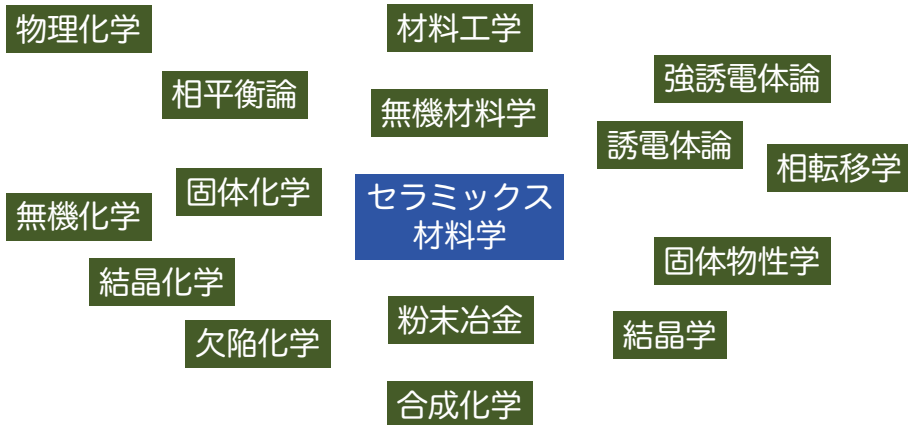 物理化学
材料工学
強誘電体論
相平衡論
無機材料学
誘電体論
相転移学
固体化学
セラミックス
材料学
無機化学
固体物性学
結晶化学
粉末冶金
結晶学
欠陥化学
合成化学